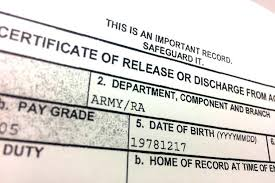 THIS IS AN IMPORTANT RECORD.
SAFEGUARD IT.
CERTIFICATE OF RELEASE OR DISCHARGE FROM
2. DEPARTMENT, COMPONENT AND BRANCH
ARMY/RA
b. PAY GRADE
05
5. DATE OF BIRTH (YYYYMMDD)
19781217
DUTY
b. HOME OF RECORD AT TIME OF